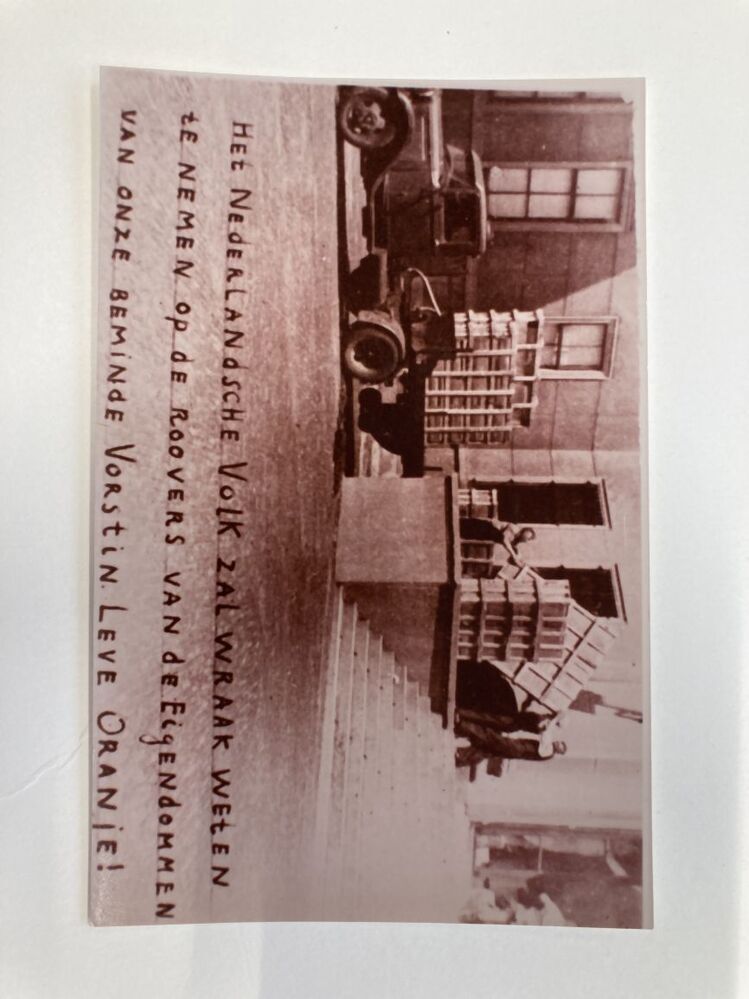 HEt NEdERLANdSCHE VOLK ZAL WRAAK WEtEN
tE NEMEN Op dE ROOVERS VAN dE EigENdOMMEN
VAN ONZE BEMINdE VORStiN. LEVE ORANjE!